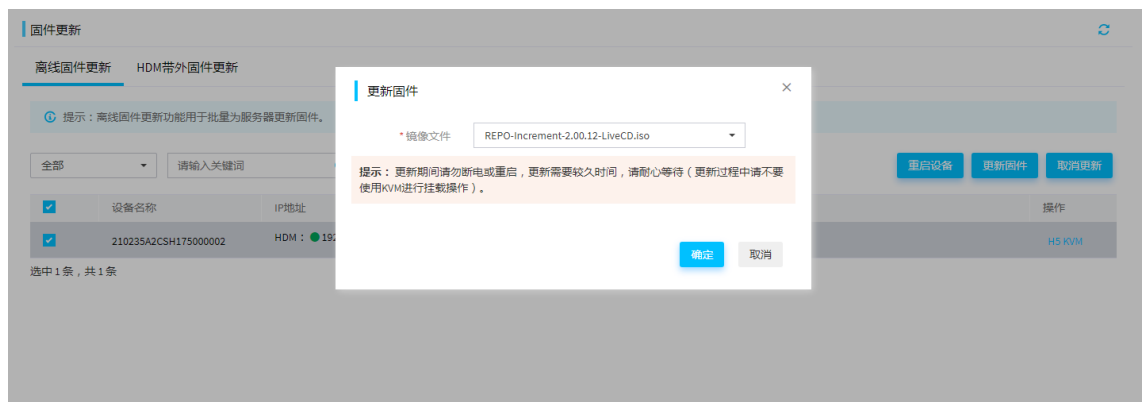 固件更新
离线固件更新 HDM带外固件更新
提示：离线固件更新功能用于批量为服务器更新固件。
全部 请输入关键词
重启设备 更新固件 取消更新
设备名称 IP地址 操作
210235A2CSH175000002 HDM： 192 H5 KVM
选中1条，共1条
更新固件
*镜像文件 REPO-Increment-2.00.12-LiveCD.iso
提示：更新期间请勿断电或重启，更新需要较久时间，请耐心等待（更新过程中请不要
使用KVM进行挂载操作）。
确定 取消